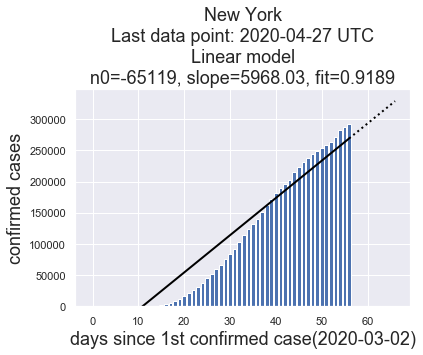 New York
Last data point: 2020-04-27 UTC
Linear model
n0=-65119, slope=5968.03, fit=0.9189
confirmed cases
300000
250000
200000
150000
100000
50000
0
0 10 20 30 40 50 60
days since 1st confirmed case(2020-03-02)